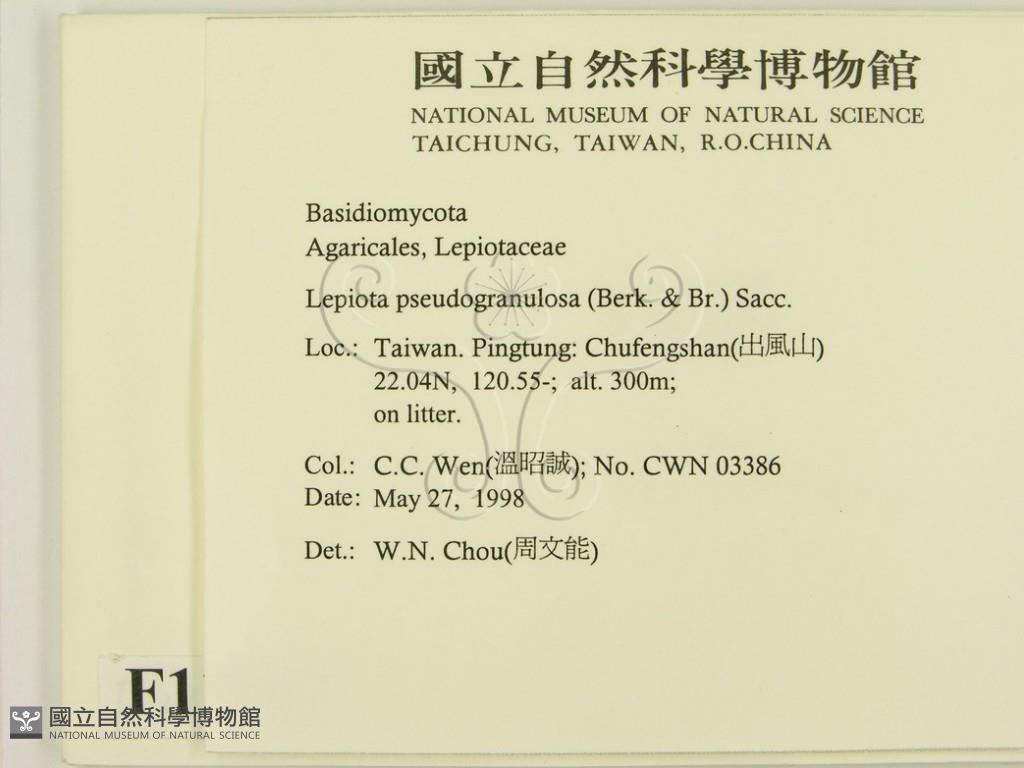 國立自然科學博物館
NATIONAL MUSEUM OF NATURAL SCIENCE
TAICHUNG, TAIWAN, R.O.CHINA
Basidiomycota
Agaricales, Lepiotaceae
Lepiota pseudogranulosa (Berk. & Br.) Sacc.
Loc.: Taiwan. Pingtung: Chufengshan(出風山)
22.04N, 120.55-; alt. 300m;
on litter.
Col.: C.C. Wen(溫昭誠); No. CWN 03386
Date: May 27, 1998
Det.: W.N. Chou(周文能)
F1
國立自然科學博物館
NATIONAL MUSEUM OF NATURAL SCIENCE